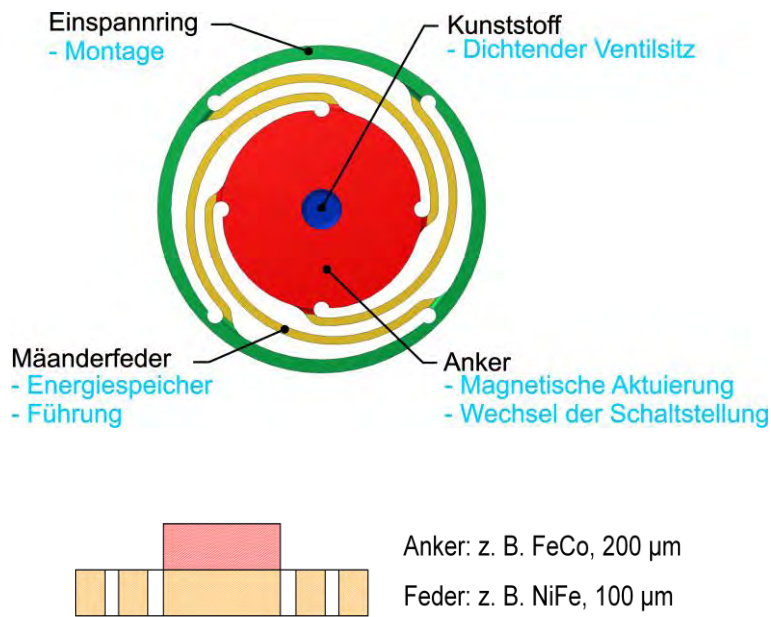 Einspannring
- Montage
Kunststoff
- Dichtender Ventilsitz
Mäanderfeder
- Energiespeicher
- Führung
Anker
- Magnetische Aktuierung
- Wechsel der Schaltstellung
Anker: z. B. FeCo, 200 µm
Feder: z. B. NiFe, 100 µm